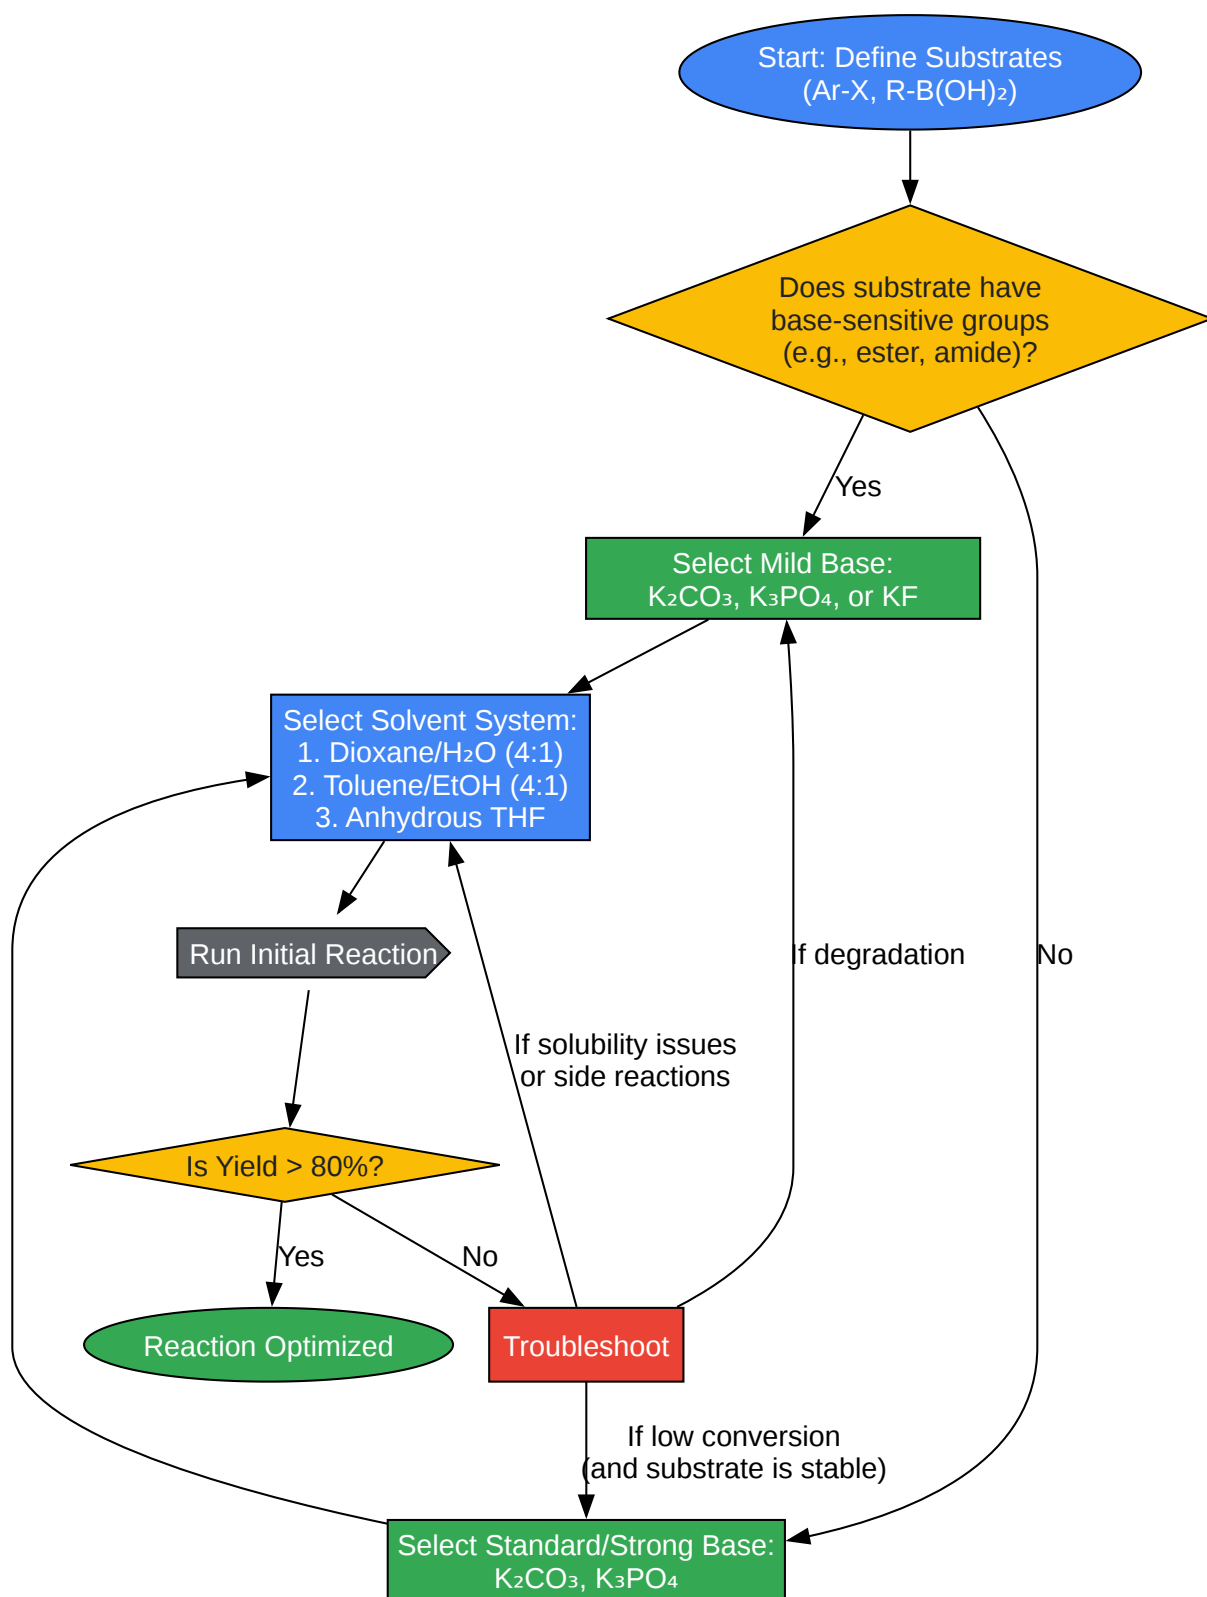 Start: Define Substrates
(Ar-X, R-B(OH)₂)
Does substrate have
base-sensitive groups
(e.g., ester, amide)?
Yes
Select Mild Base:
K₂CO₃, K₃PO₄, or KF
Select Solvent System:
1. Dioxane/H₂O (4:1)
2. Toluene/EtOH (4:1)
3. Anhydrous THF
Run Initial Reaction
If degradation
No
If solubility issues
or side reactions
Is Yield > 80%?
Yes
No
Reaction Optimized
Troubleshoot
If low conversion
(and substrate is stable)
Select Standard/Strong Base:
K₂CO₃, K₃PO₄